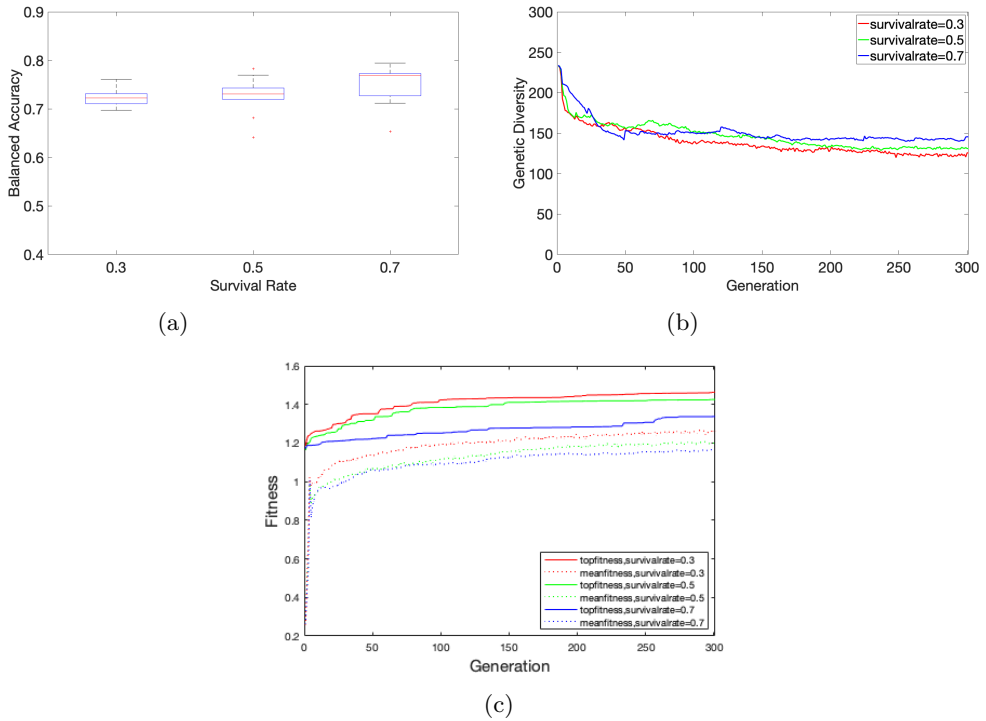 0.9
0.8
0.7
0.6
0.5
0.4
Balanced Accuracy
0.3 0.5 0.7
Survival Rate
(a)
300
250
200
150
100
50
0
Genetic Diversity
survivalrate=0.3
survivalrate=0.5
survivalrate=0.7
0 50 100 150 200 250 300
Generation
(b)
1.6
1.4
1.2
1
0.8
0.6
0.4
0.2
Fitness
topfitness,survivalrate=0.3
meanfitness,survivalrate=0.3
topfitness,survivalrate=0.5
meanfitness,survivalrate=0.5
topfitness,survivalrate=0.7
meanfitness,survivalrate=0.7
0 50 100 150 200 250 300
Generation
(c)